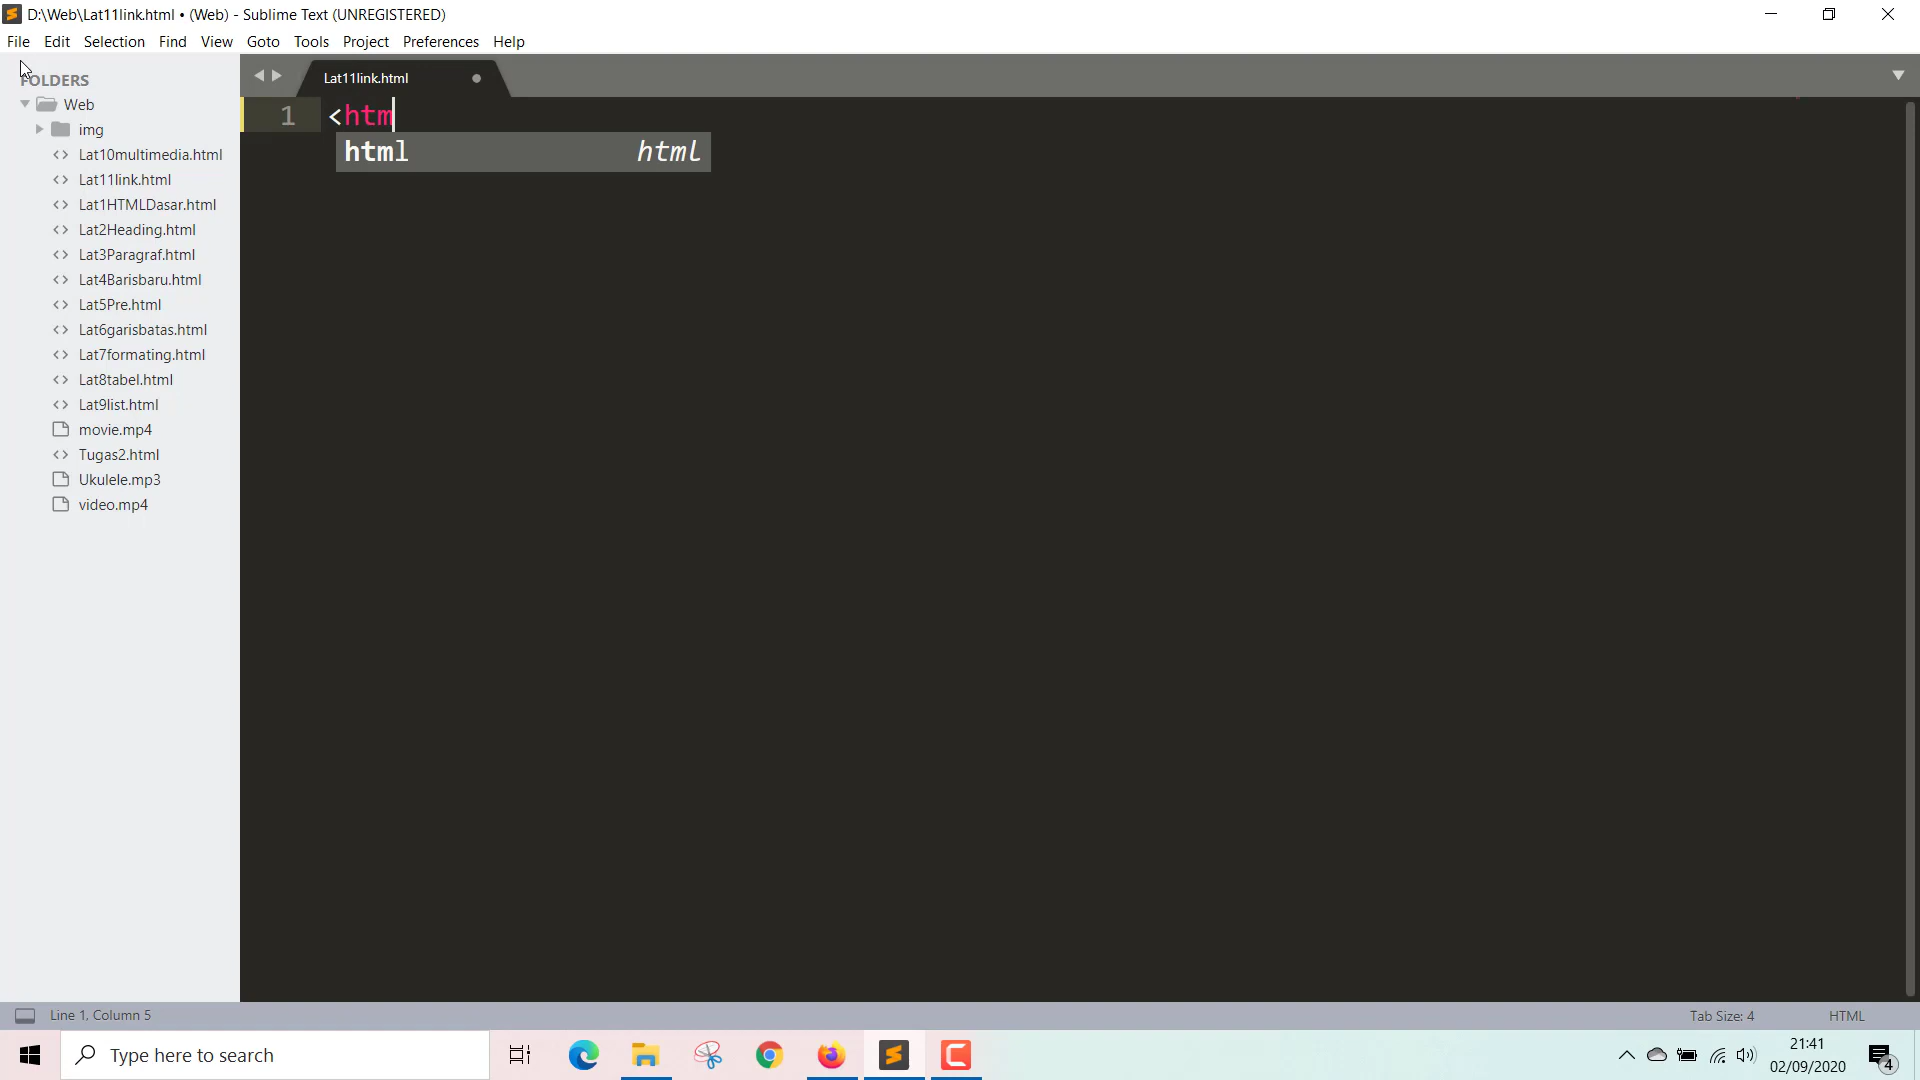 D:\Web\Lat11link.html • (Web) - Sublime Text (UNREGISTERED)
File Edit Selection Find View Goto Tools Project Preferences Help
FOLDERS
Web
img
Lat10multimedia.html
Lat11link.html
Lat1HTMLDasar.html
Lat2Heading.html
Lat3Paragraf.html
Lat4Barisbaru.html
Lat5Pre.html
Lat6garisbatas.html
Lat7formating.html
Lat8tabel.html
Lat9list.html
movie.mp4
Tugas2.html
Ukulele.mp3
video.mp4
Lat11link.html
1 <htm
html html
Line 1, Column 5 Tab Size: 4 HTML
Type here to search
21:41
02/09/2020
4